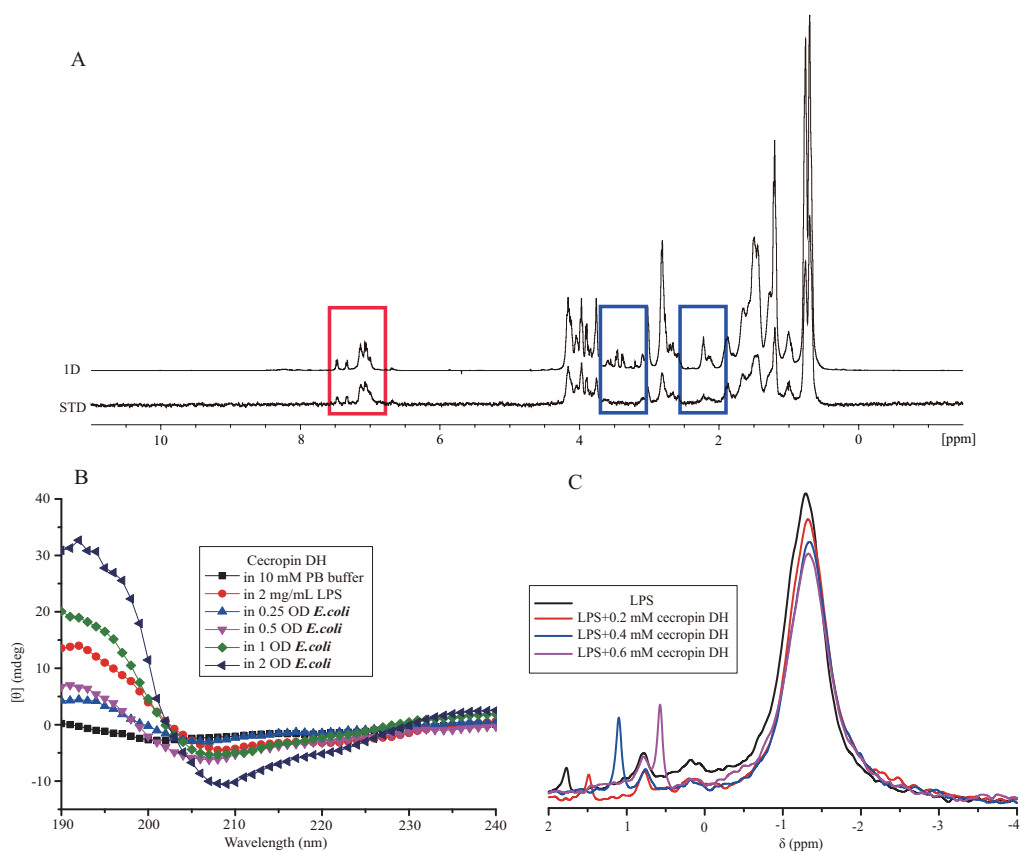 A
1D
STD
10 8 6 4 2 0 [ppm]
B
40
30
20
10
0
-10
[θ] (mdeg)
Cecropin DH
in 10 mM PB buffer
in 2 mg/mL LPS
in 0.25 OD E.coli
in 0.5 OD E.coli
in 1 OD E.coli
in 2 OD E.coli
190 200 210 220 230 240
Wavelength (nm)
C
LPS
LPS+0.2 mM cecropin DH
LPS+0.4 mM cecropin DH
LPS+0.6 mM cecropin DH
2 1 0 -1 -2 -3 -4
δ (ppm)